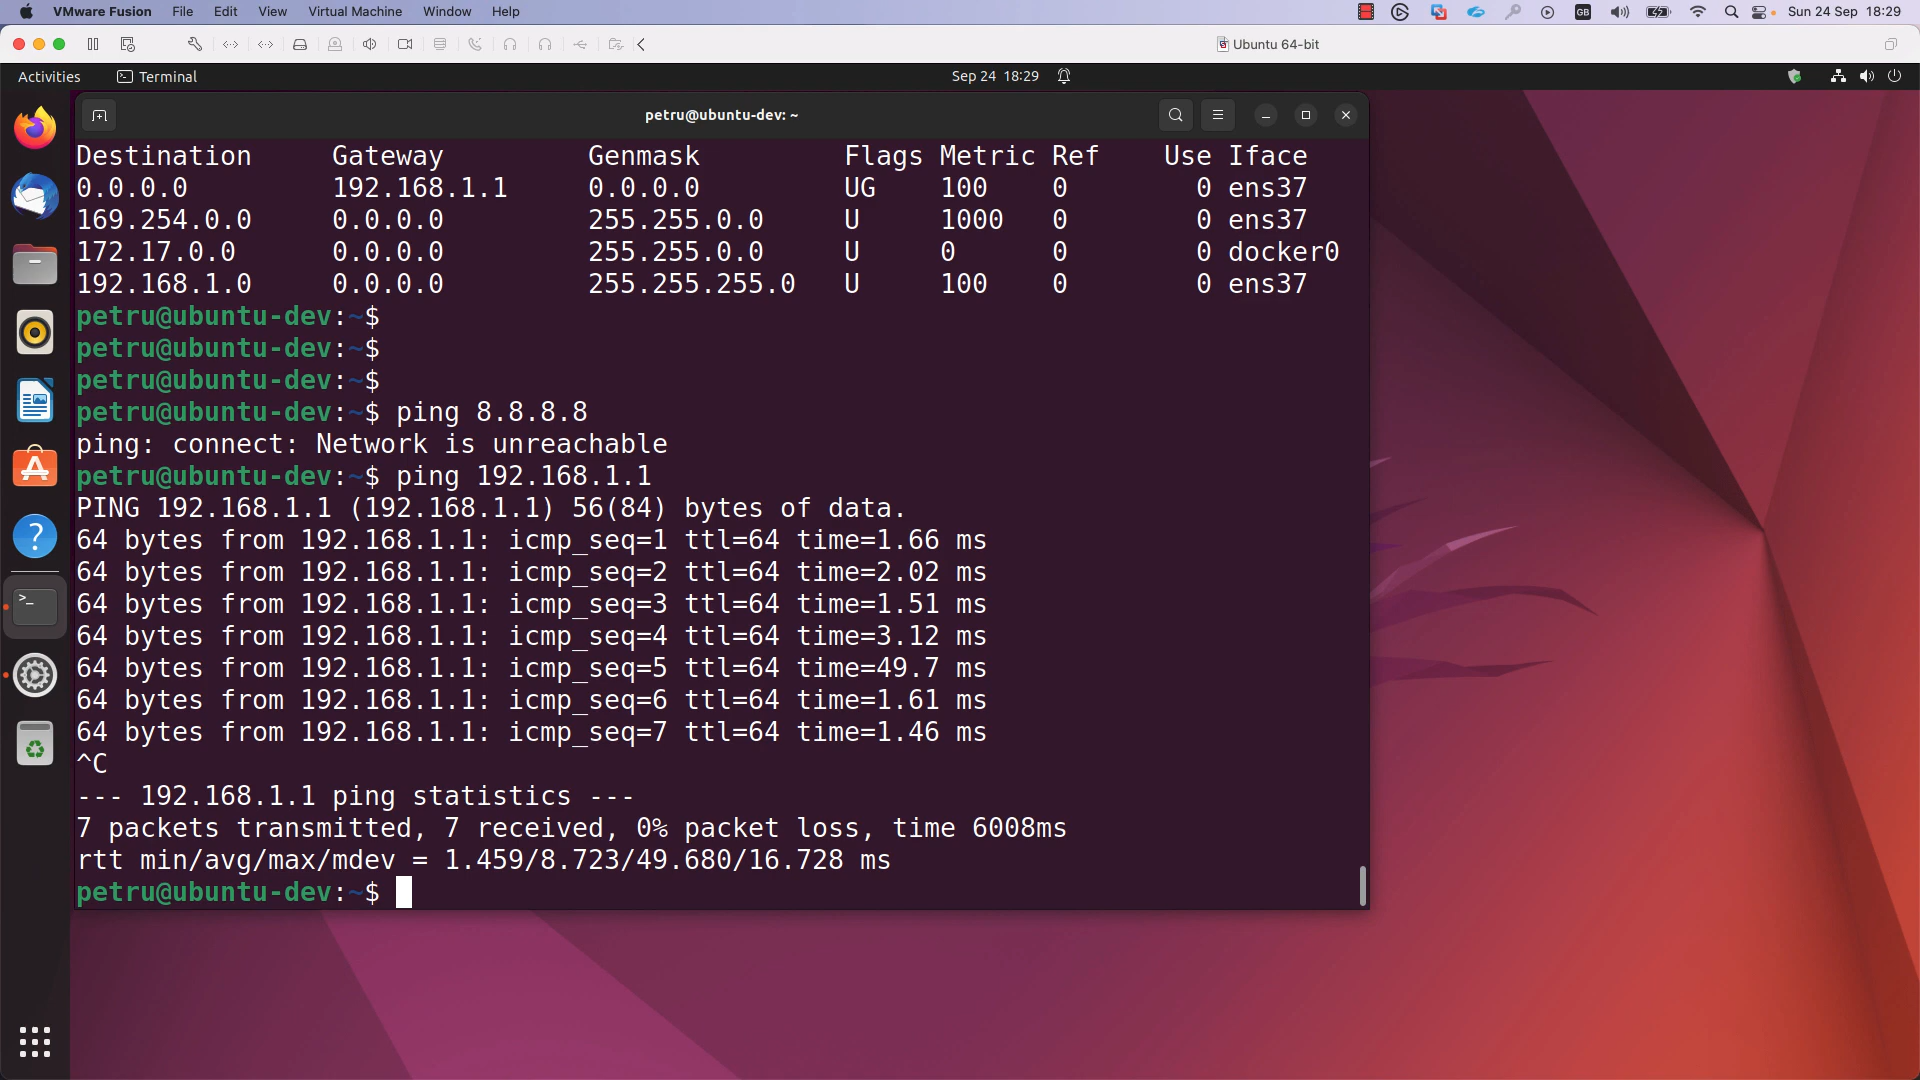 VMware Fusion File Edit View Virtual Machine Window Help GB Sun 24 Sep 18:29
Ubuntu 64-bit
Activities Terminal Sep 24 18:29
petru@ubuntu-dev: ~
Destination Gateway Genmask Flags Metric Ref Use Iface
0.0.0.0 192.168.1.1 0.0.0.0 UG 100 0 0 ens37
169.254.0.0 0.0.0.0 255.255.0.0 U 1000 0 0 ens37
172.17.0.0 0.0.0.0 255.255.0.0 U 0 0 0 docker0
192.168.1.0 0.0.0.0 255.255.255.0 U 100 0 0 ens37
petru@ubuntu-dev:~$
petru@ubuntu-dev:~$
petru@ubuntu-dev:~$
petru@ubuntu-dev:~$ ping 8.8.8.8
ping: connect: Network is unreachable
petru@ubuntu-dev:~$ ping 192.168.1.1
PING 192.168.1.1 (192.168.1.1) 56(84) bytes of data.
64 bytes from 192.168.1.1: icmp_seq=1 ttl=64 time=1.66 ms
64 bytes from 192.168.1.1: icmp_seq=2 ttl=64 time=2.02 ms
64 bytes from 192.168.1.1: icmp_seq=3 ttl=64 time=1.51 ms
64 bytes from 192.168.1.1: icmp_seq=4 ttl=64 time=3.12 ms
64 bytes from 192.168.1.1: icmp_seq=5 ttl=64 time=49.7 ms
64 bytes from 192.168.1.1: icmp_seq=6 ttl=64 time=1.61 ms
64 bytes from 192.168.1.1: icmp_seq=7 ttl=64 time=1.46 ms
^C
--- 192.168.1.1 ping statistics ---
7 packets transmitted, 7 received, 0% packet loss, time 6008ms
rtt min/avg/max/mdev = 1.459/8.723/49.680/16.728 ms
petru@ubuntu-dev:~$